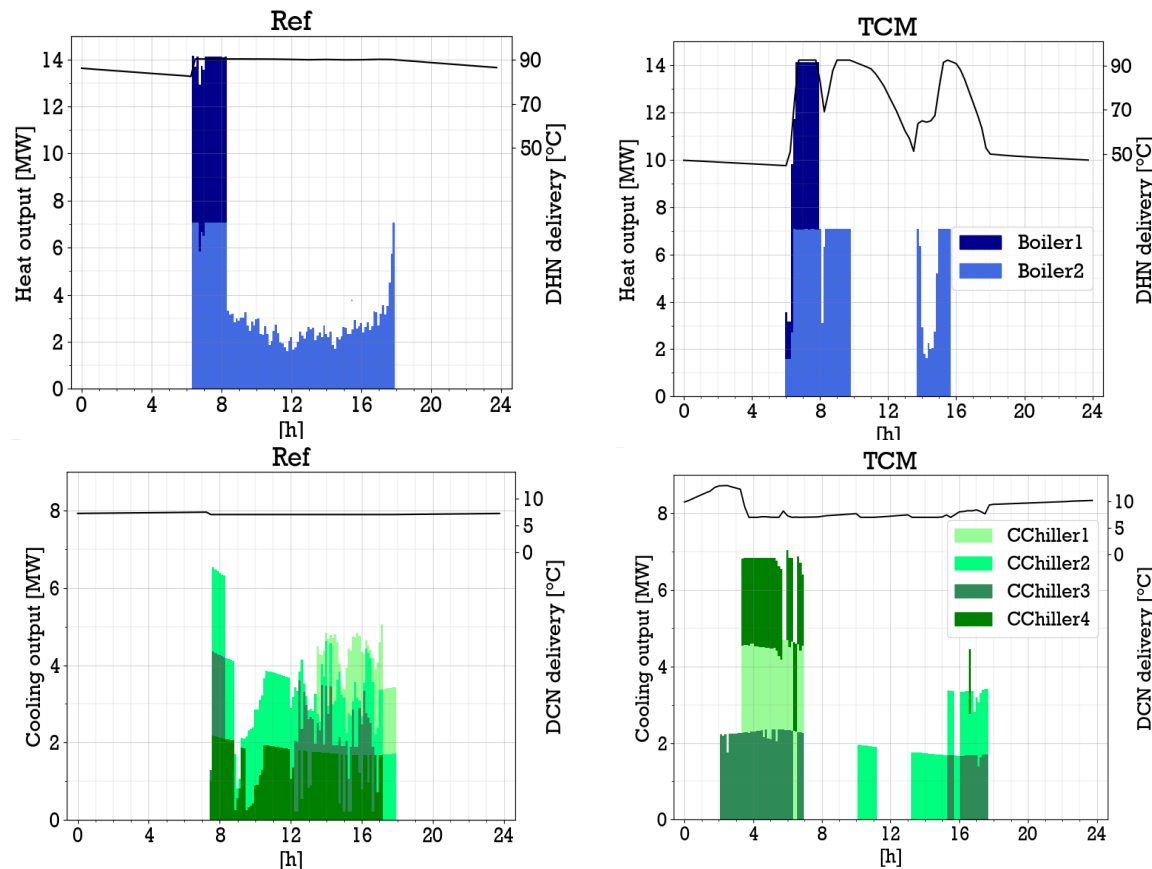 Ref
Heat output [MW]
14
12
10
8
6
4
2
0
0 4 8 12 16 20 24
[h]
90
70
50
DHN delivery [°C]
TCM
Heat output [MW]
14
12
10
8
6
4
2
0
0 4 8 12 16 20 24
[h]
90
70
50
DHN delivery [°C]
Boiler1
Boiler2
Ref
Cooling output [MW]
8
6
4
2
0
0 4 8 12 16 20 24
[h]
10
5
0
DCN delivery [°C]
TCM
Cooling output [MW]
8
6
4
2
0
0 4 8 12 16 20 24
[h]
10
5
0
DCN delivery [°C]
CChiller1
CChiller2
CChiller3
CChiller4